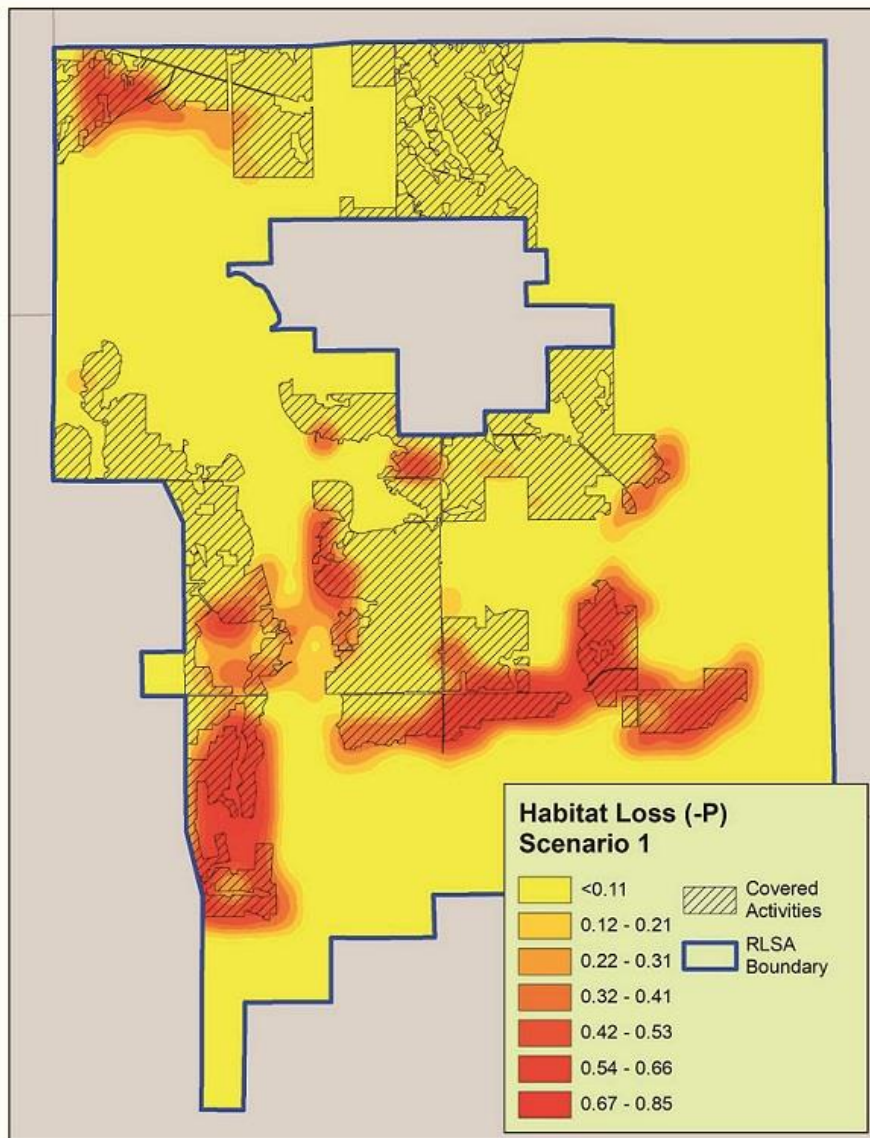 Habitat Loss (-P)
Scenario 1
<0.11
0.12 - 0.21
0.22 - 0.31
0.32 - 0.41
0.42 - 0.53
0.54 - 0.66
0.67 - 0.85
Covered
Activities
RLSA
Boundary